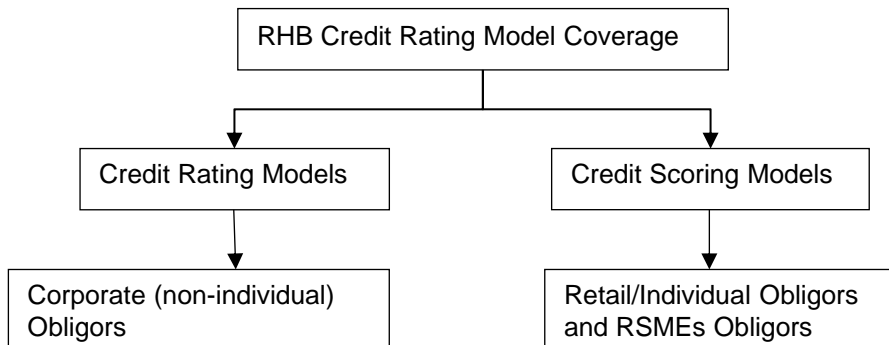 RHB Credit Rating Model Coverage
Credit Rating Models
Credit Scoring Models
Corporate (non-individual)
Obligors
Retail/Individual Obligors
and RSMEs Obligors